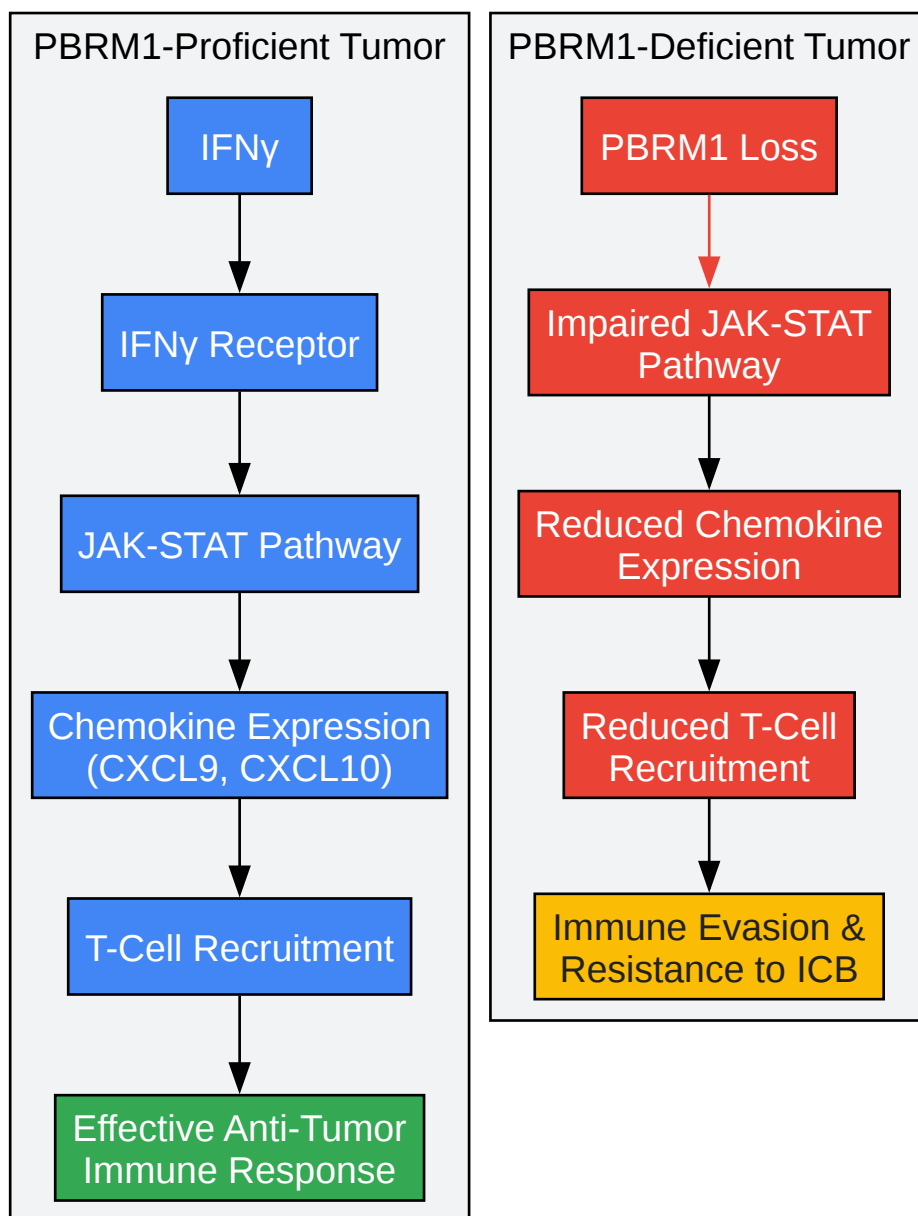 PBRM1-Proficient Tumor
IFNγ
IFNγ Receptor
JAK-STAT Pathway
Chemokine Expression
(CXCL9, CXCL10)
T-Cell Recruitment
Effective Anti-Tumor
Immune Response
PBRM1-Deficient Tumor
PBRM1 Loss
Impaired JAK-STAT
Pathway
Reduced Chemokine
Expression
Reduced T-Cell
Recruitment
Immune Evasion &
Resistance to ICB